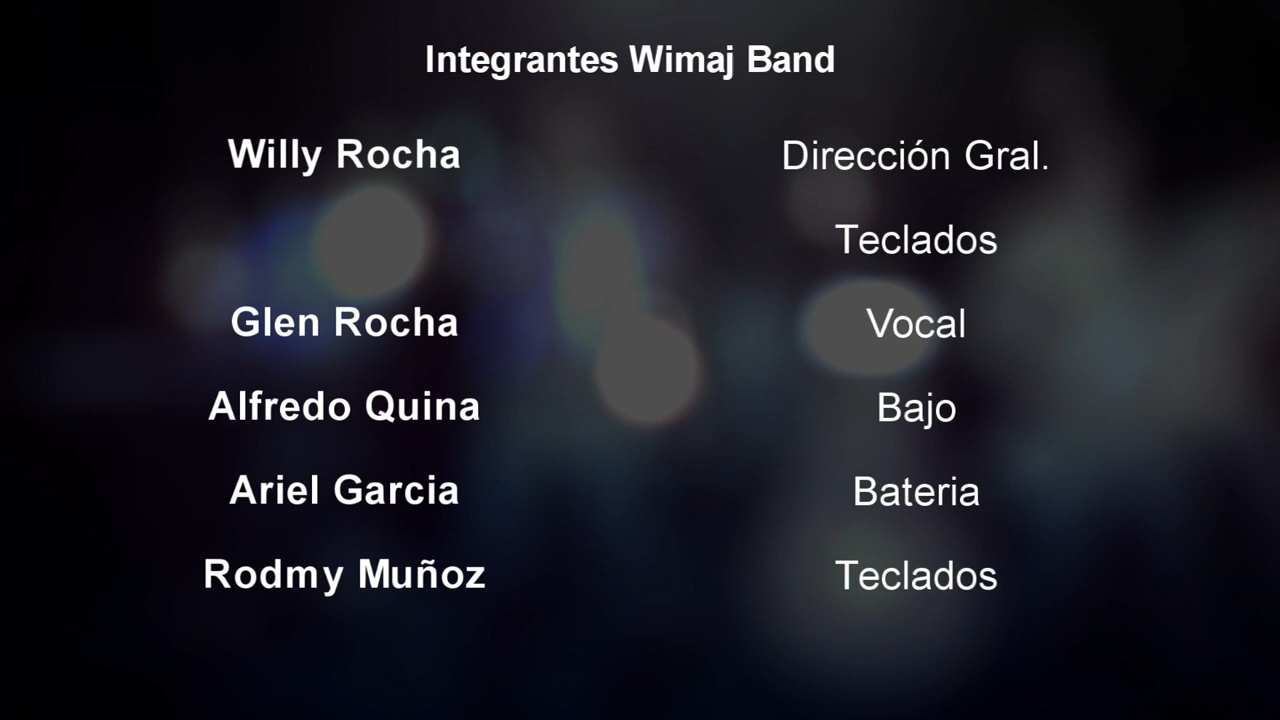 Integrantes Wimaj Band
Willy Rocha Dirección Gral.
Teclados
Glen Rocha Vocal
Alfredo Quina Bajo
Ariel Garcia Bateria
Rodmy Muñoz Teclados